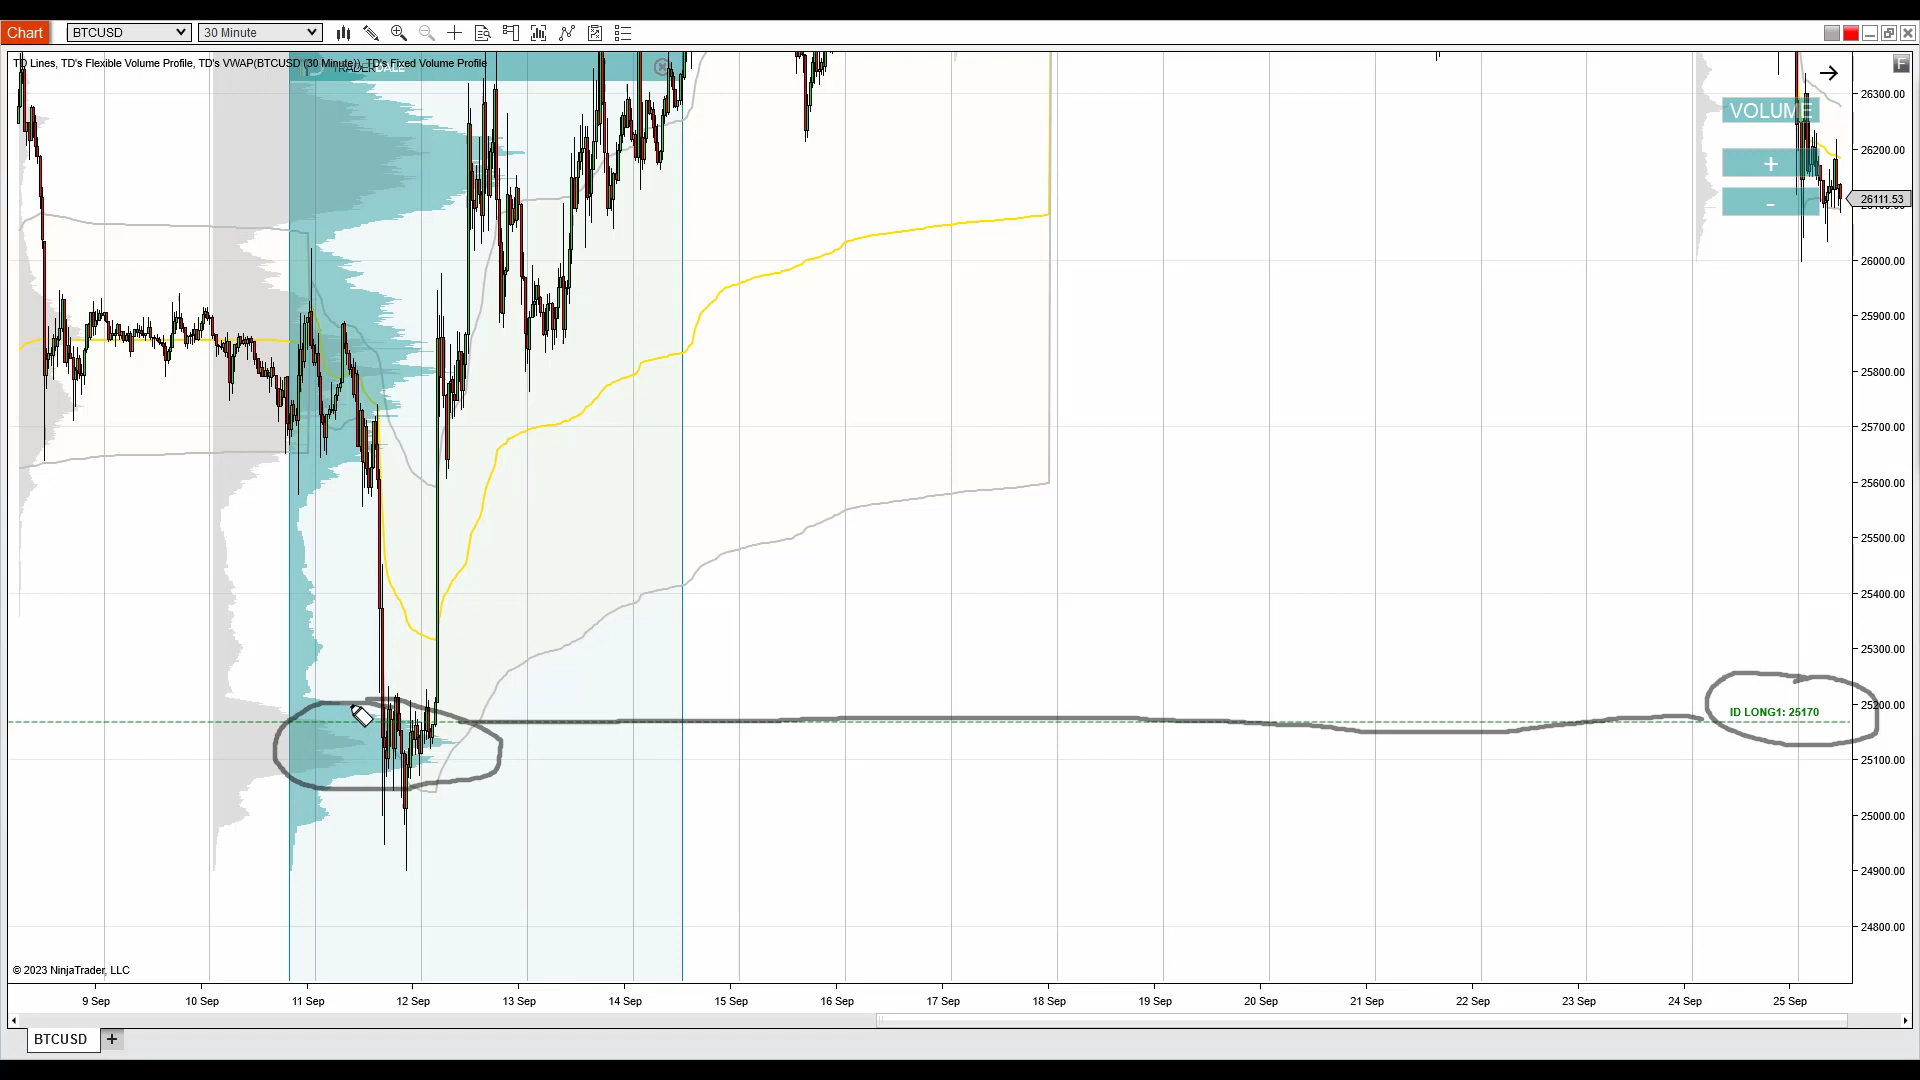 Chart
BTCUSD
30 Minute
TD Lines, TD's Flexible Volume Profile, TD's VWAP(BTCUSD (30 Minute)), TD's Fixed Volume Profile
F
VOLUME
+
-
26300.00
26200.00
26111.53
26000.00
25900.00
25800.00
25700.00
25600.00
25500.00
25400.00
25300.00
25200.00
ID LONG1: 25170
25100.00
25000.00
24900.00
24800.00
© 2023 NinjaTrader, LLC
9 Sep 10 Sep 11 Sep 12 Sep 13 Sep 14 Sep 15 Sep 16 Sep 17 Sep 18 Sep 19 Sep 20 Sep 21 Sep 22 Sep 23 Sep 24 Sep 25 Sep
BTCUSD +